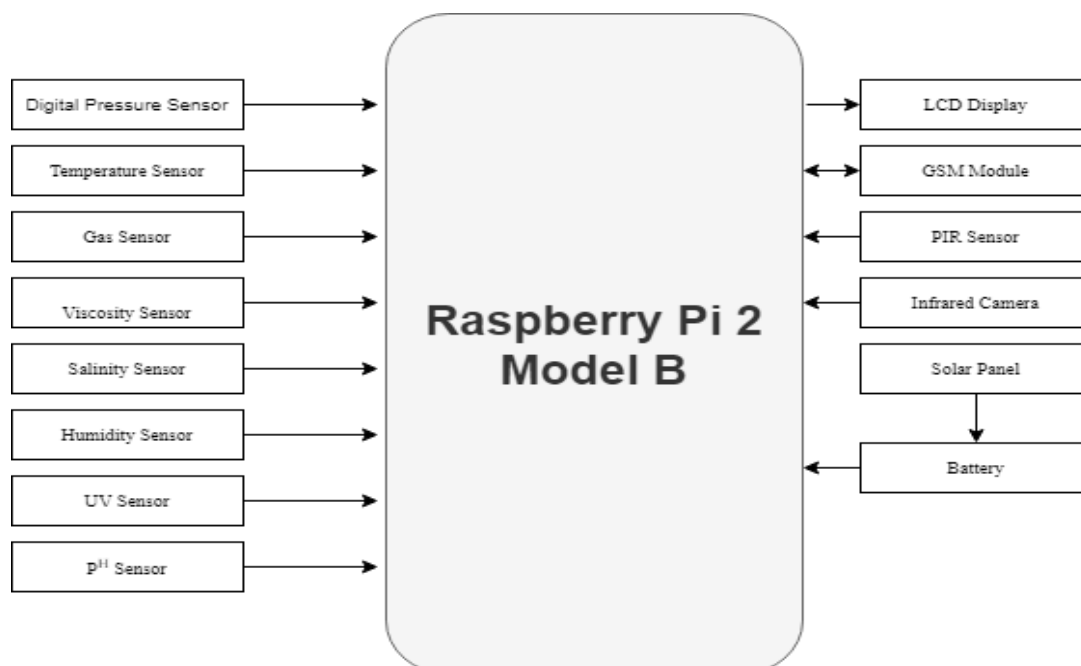 Digital Pressure Sensor
Temperature Sensor
Gas Sensor
Viscosity Sensor
Salinity Sensor
Humidity Sensor
UV Sensor
Pᴴ Sensor
Raspberry Pi 2
Model B
LCD Display
GSM Module
PIR Sensor
Infrared Camera
Solar Panel
Battery